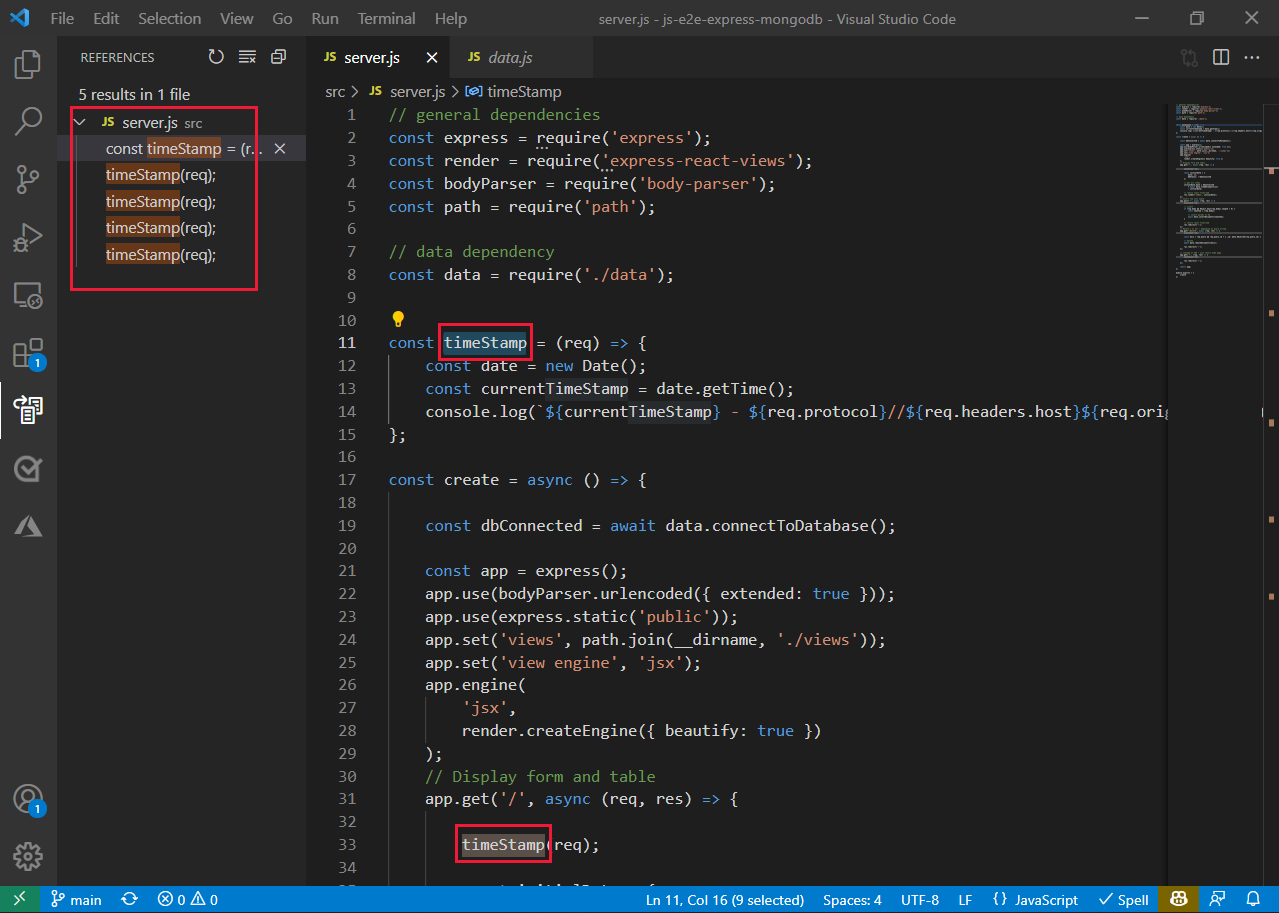 File Edit Selection View Go Run Terminal Help server.js - js-e2e-express-mongodb - Visual Studio Code
REFERENCES
5 results in 1 file
JS server.js src
const timeStamp = (r...
timeStamp(req);
timeStamp(req);
timeStamp(req);
timeStamp(req);
JS server.js JS data.js
src > JS server.js > timeStamp
1 // general dependencies
2 const express = require('express');
3 const render = require('express-react-views');
4 const bodyParser = require('body-parser');
5 const path = require('path');
6
7 // data dependency
8 const data = require('./data');
9
10
11 const timeStamp = (req) => {
12 const date = new Date();
13 const currentTimeStamp = date.getTime();
14 console.log(`${currentTimeStamp} - ${req.protocol}//${req.headers.host}${req.orig
15 };
16
17 const create = async () => {
18
19 const dbConnected = await data.connectToDatabase();
20
21 const app = express();
22 app.use(bodyParser.urlencoded({ extended: true }));
23 app.use(express.static('public'));
24 app.set('views', path.join(__dirname, './views'));
25 app.set('view engine', 'jsx');
26 app.engine(
27 'jsx',
28 render.createEngine({ beautify: true })
29 );
30 // Display form and table
31 app.get('/', async (req, res) => {
32
33 timeStamp(req);
34
1
1
main 0 0 Ln 11, Col 16 (9 selected) Spaces: 4 UTF-8 LF {} JavaScript Spell